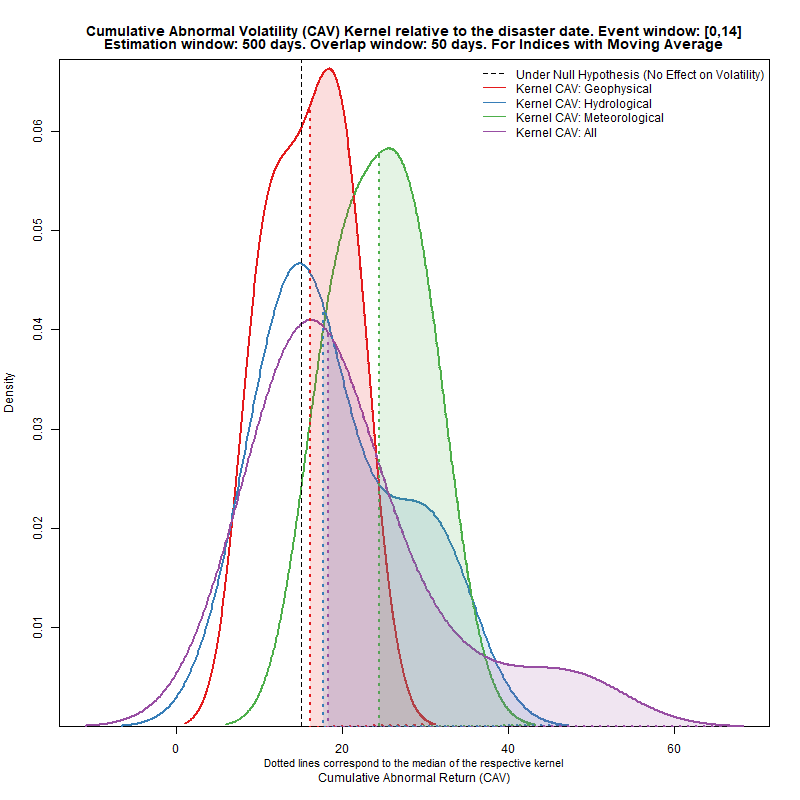 Cumulative Abnormal Volatility (CAV) Kernel relative to the disaster date. Event window: [0,14]
Estimation window: 500 days. Overlap window: 50 days. For Indices with Moving Average
Under Null Hypothesis (No Effect on Volatility)
Kernel CAV: Geophysical
Kernel CAV: Hydrological
Kernel CAV: Meteorological
Kernel CAV: All
0.06
0.05
0.04
0.03
0.02
0.01
Density
0 20 40 60
Dotted lines correspond to the median of the respective kernel
Cumulative Abnormal Return (CAV)